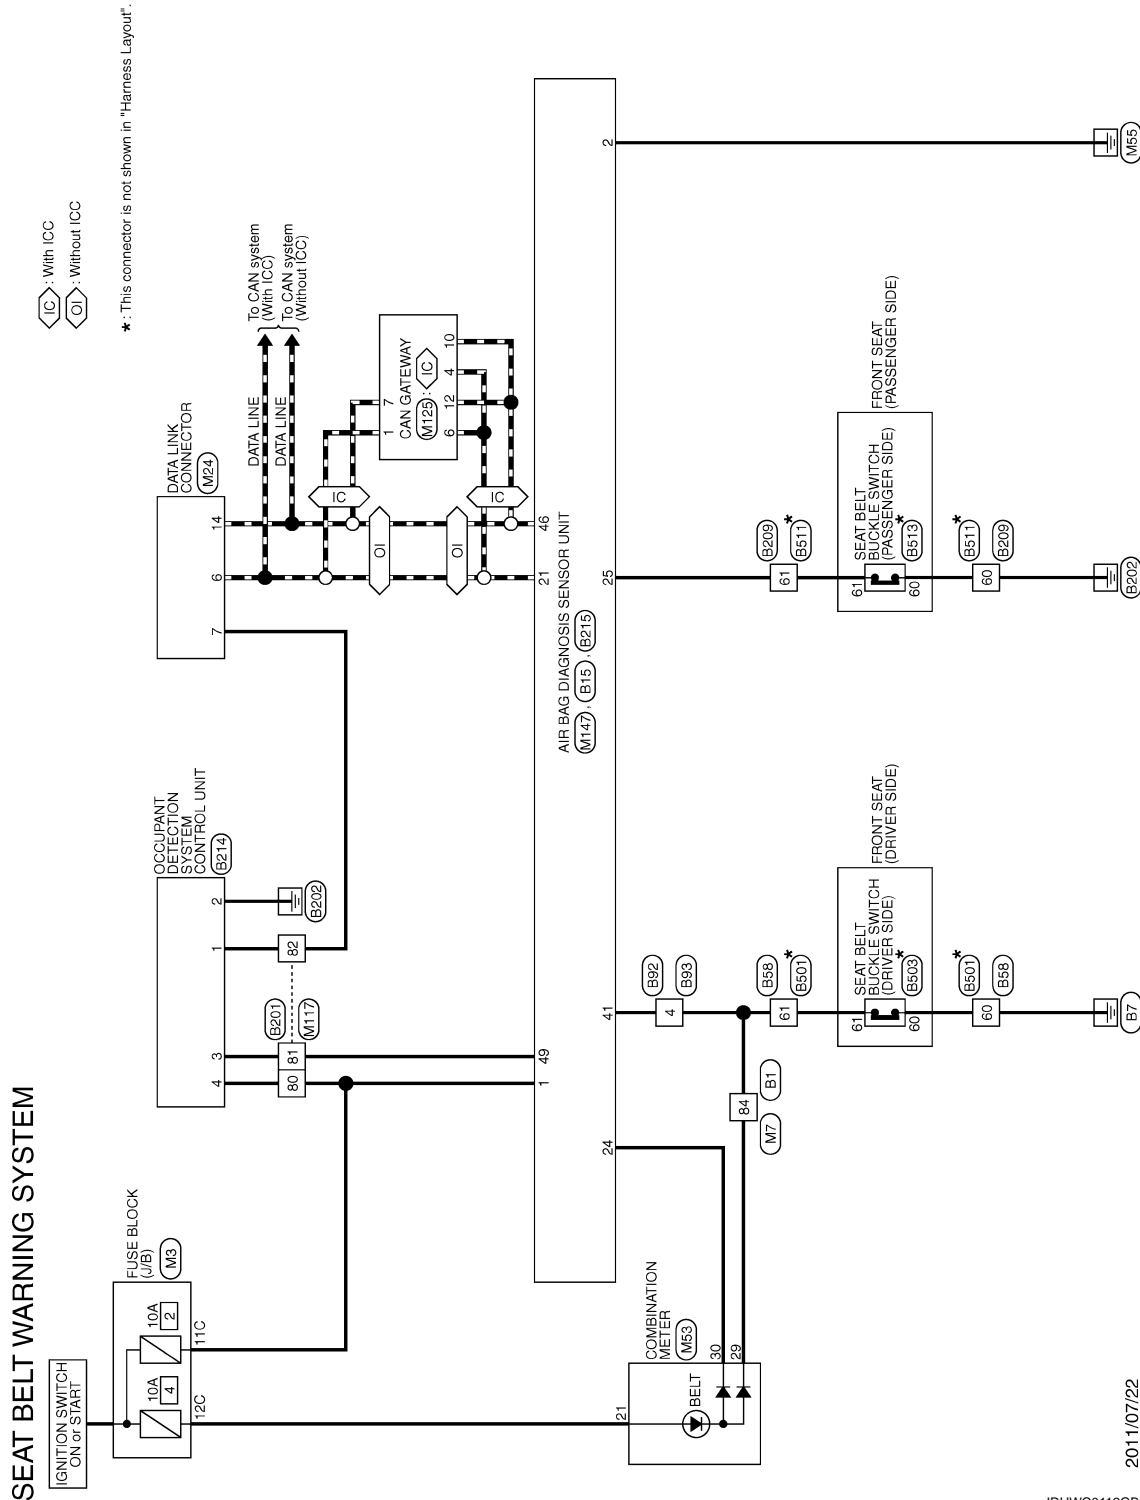 SEAT BELT WARNING SYSTEM
IC : With ICC
OI : Without ICC
* : This connector is not shown in "Harness Layout".
IGNITION SWITCH
ON or START
FUSE BLOCK
(J/B)
M3
10A
4
10A
2
12C
11C
OCCUPANT
DETECTION
SYSTEM
CONTROL UNIT
B214
4
3
1
2
80
81
82
B201
M117
B202
DATA LINK
CONNECTOR
M24
7
6
14
DATA LINE
DATA LINE
To CAN system
(With ICC)
To CAN system
(Without ICC)
IC
OI
OI
IC
1
7
CAN GATEWAY
M125 : IC
6
12
4
10
1
49
21
46
AIR BAG DIAGNOSIS SENSOR UNIT
M147 , B15 , B215
24
41
25
2
COMBINATION
METER
M53
21
30
29
BELT
84
M7
B1
4
B92
B93
61
B58
B501
*
FRONT SEAT
(DRIVER SIDE)
SEAT BELT
BUCKLE SWITCH
(DRIVER SIDE)
B503
*
61
60
60
B501
*
B58
B7
61
B209
B511
*
FRONT SEAT
(PASSENGER SIDE)
SEAT BELT
BUCKLE SWITCH
(PASSENGER SIDE)
B513
*
61
60
60
B511
*
B209
B202
M55
2011/07/22